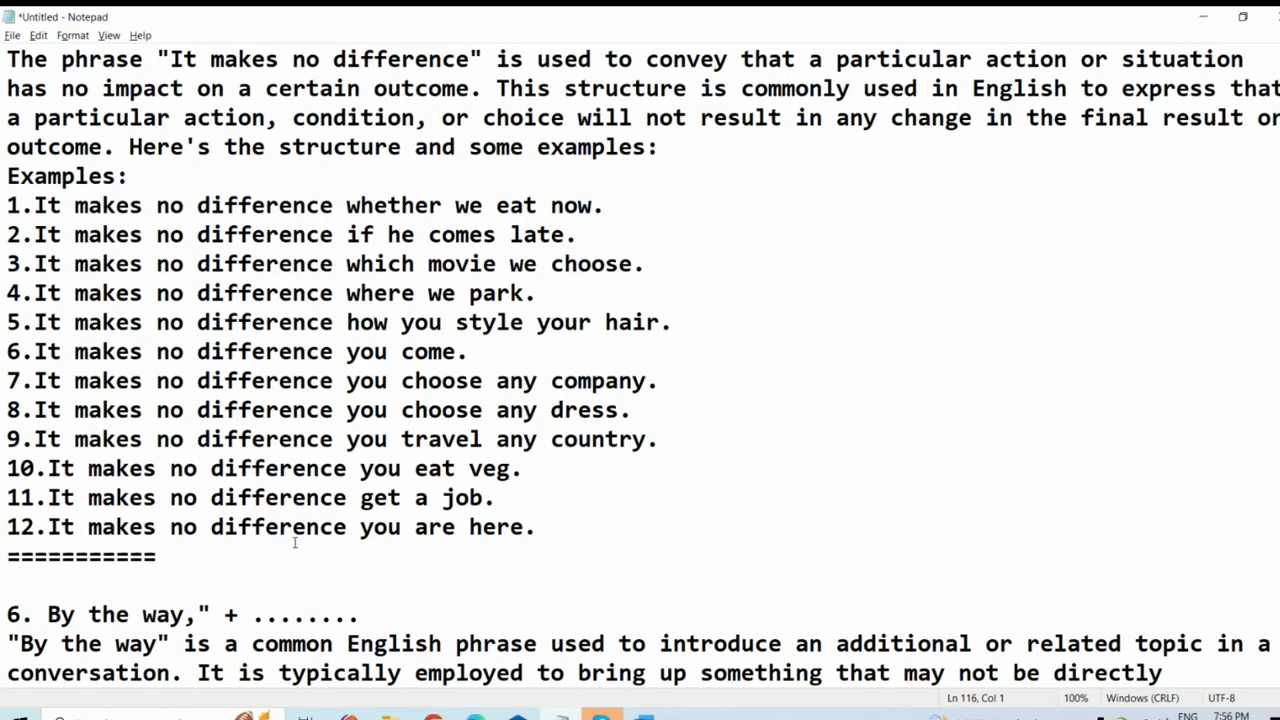 *Untitled - Notepad
File Edit Format View Help
The phrase "It makes no difference" is used to convey that a particular action or situation
has no impact on a certain outcome. This structure is commonly used in English to express that
a particular action, condition, or choice will not result in any change in the final result or
outcome. Here's the structure and some examples:
Examples:
1.It makes no difference whether we eat now.
2.It makes no difference if he comes late.
3.It makes no difference which movie we choose.
4.It makes no difference where we park.
5.It makes no difference how you style your hair.
6.It makes no difference you come.
7.It makes no difference you choose any company.
8.It makes no difference you choose any dress.
9.It makes no difference you travel any country.
10.It makes no difference you eat veg.
11.It makes no difference get a job.
12.It makes no difference you are here.
===========
6. By the way," + ........
"By the way" is a common English phrase used to introduce an additional or related topic in a
conversation. It is typically employed to bring up something that may not be directly
Ln 116, Col 1 100% Windows (CRLF) UTF-8
ENG 7:56 PM